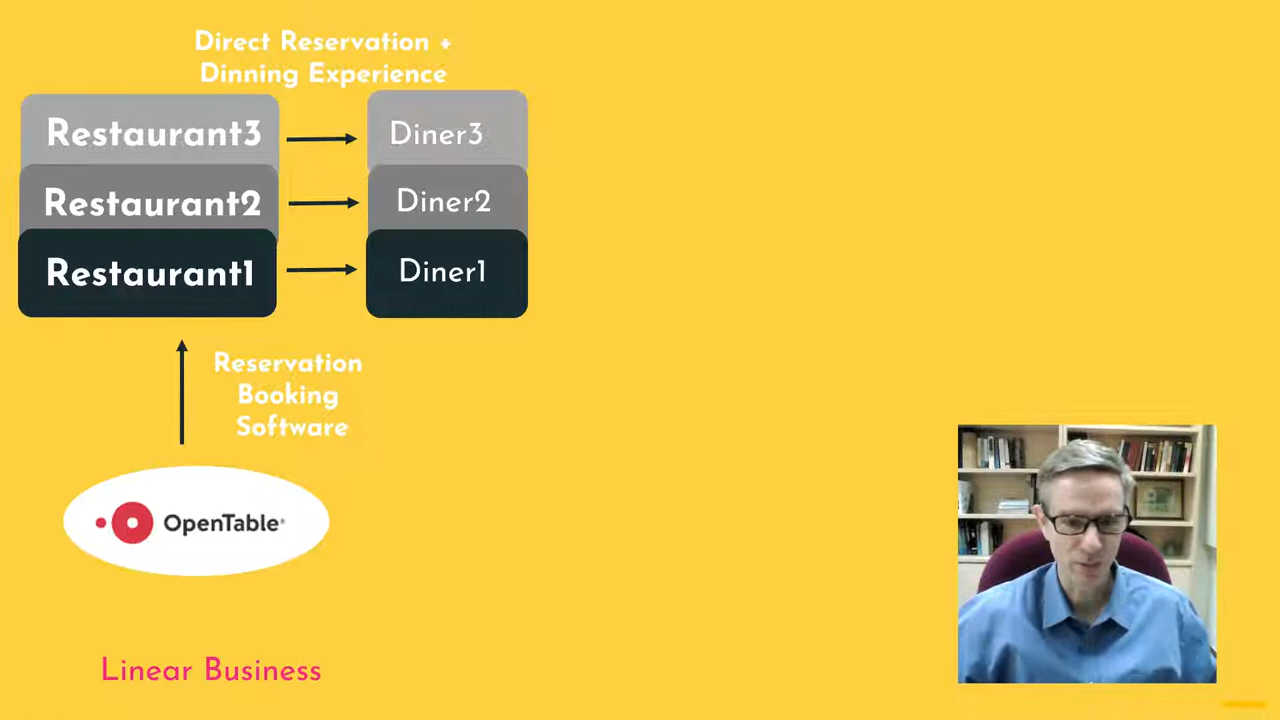 Direct Reservation +
Dinning Experience
Restaurant3
Diner3
Restaurant2
Diner2
Restaurant1
Diner1
Reservation
Booking
Software
OpenTable®
Linear Business